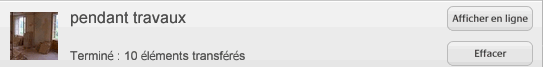 pendant travaux
Afficher en ligne
Terminé : 10 éléments transférés
Effacer